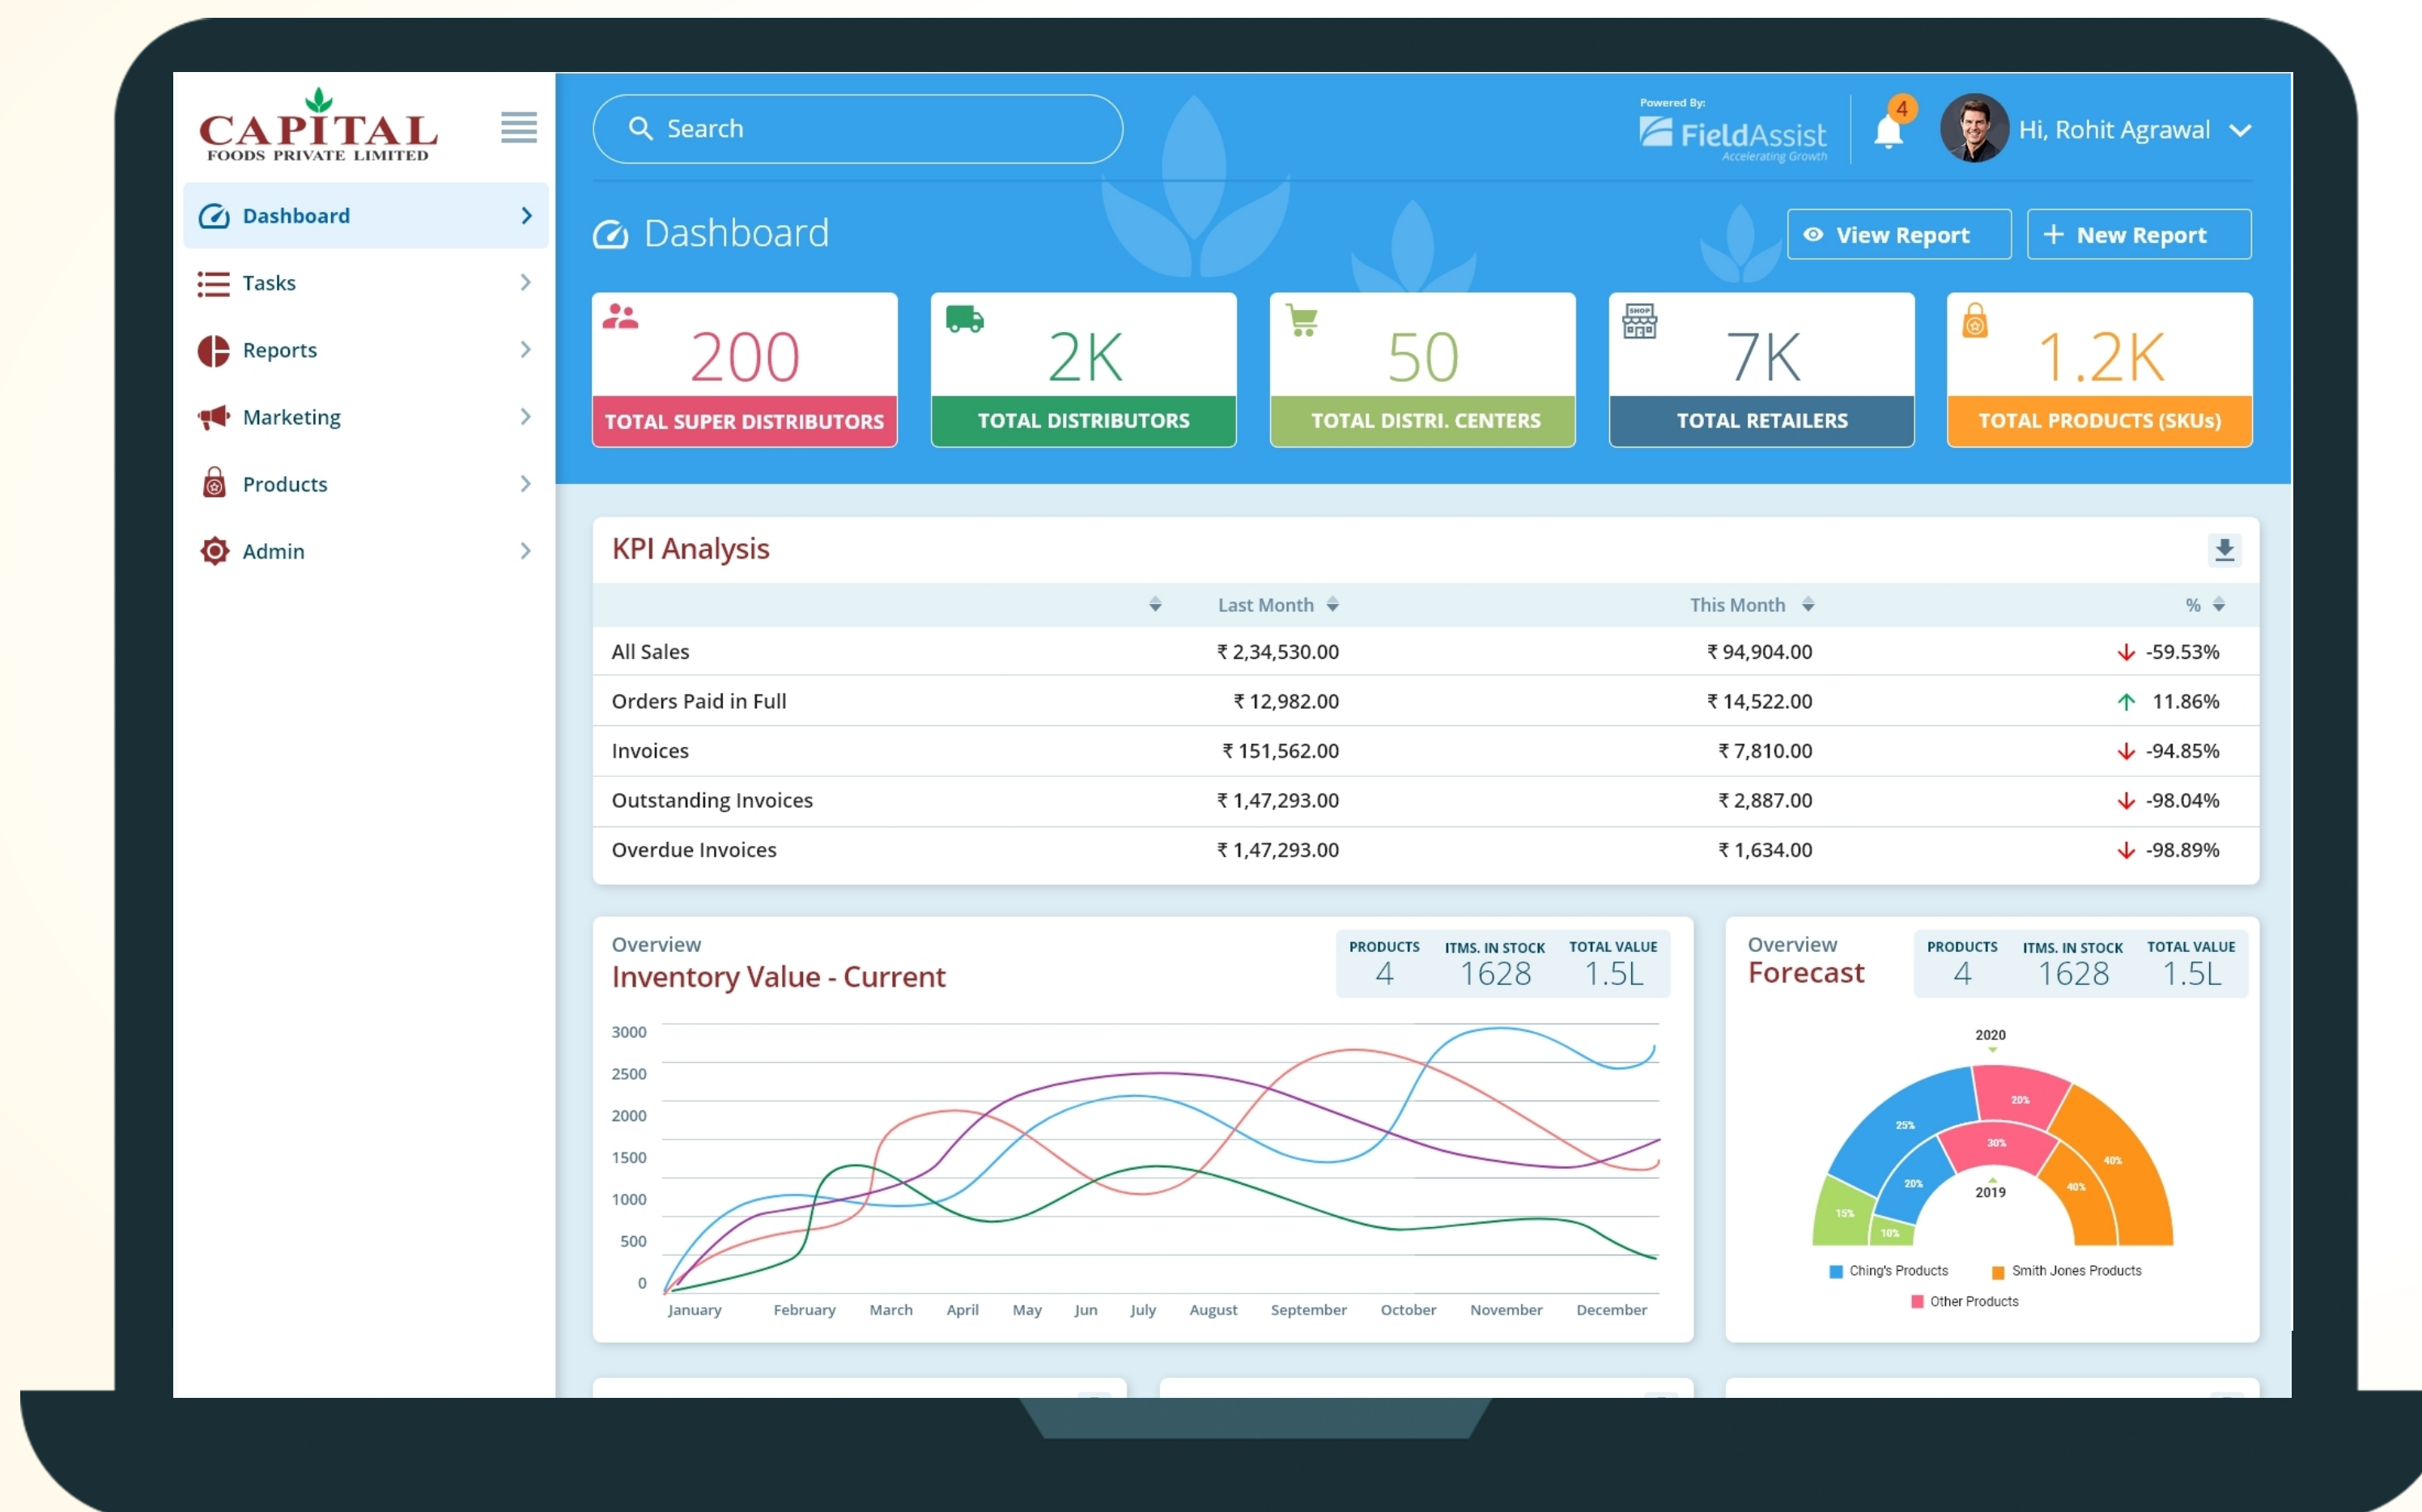 CAPITAL
FOODS PRIVATE LIMITED
Dashboard
Tasks
Reports
Marketing
Products
Admin
Search
Powered By:
FieldAssist
Accelerating Growth
4
Hi, Rohit Agrawal
Dashboard
View Report
New Report
200
TOTAL SUPER DISTRIBUTORS
2K
TOTAL DISTRIBUTORS
50
TOTAL DISTRI. CENTERS
SHOP
7K
TOTAL RETAILERS
1.2K
TOTAL PRODUCTS (SKUs)
KPI Analysis
Last Month This Month %
All Sales ₹ 2,34,530.00 ₹ 94,904.00 -59.53%
Orders Paid in Full ₹ 12,982.00 ₹ 14,522.00 11.86%
Invoices ₹ 151,562.00 ₹ 7,810.00 -94.85%
Outstanding Invoices ₹ 1,47,293.00 ₹ 2,887.00 -98.04%
Overdue Invoices ₹ 1,47,293.00 ₹ 1,634.00 -98.89%
Overview
Inventory Value - Current
PRODUCTS ITMS. IN STOCK TOTAL VALUE
4 1628 1.5L
3000
2500
2000
1500
1000
500
0
January February March April May Jun July August September October November December
Overview
Forecast
PRODUCTS ITMS. IN STOCK TOTAL VALUE
4 1628 1.5L
2020
20%
25%
30%
40%
20%
40%
2019
15%
10%
Ching's Products Smith Jones Products
Other Products